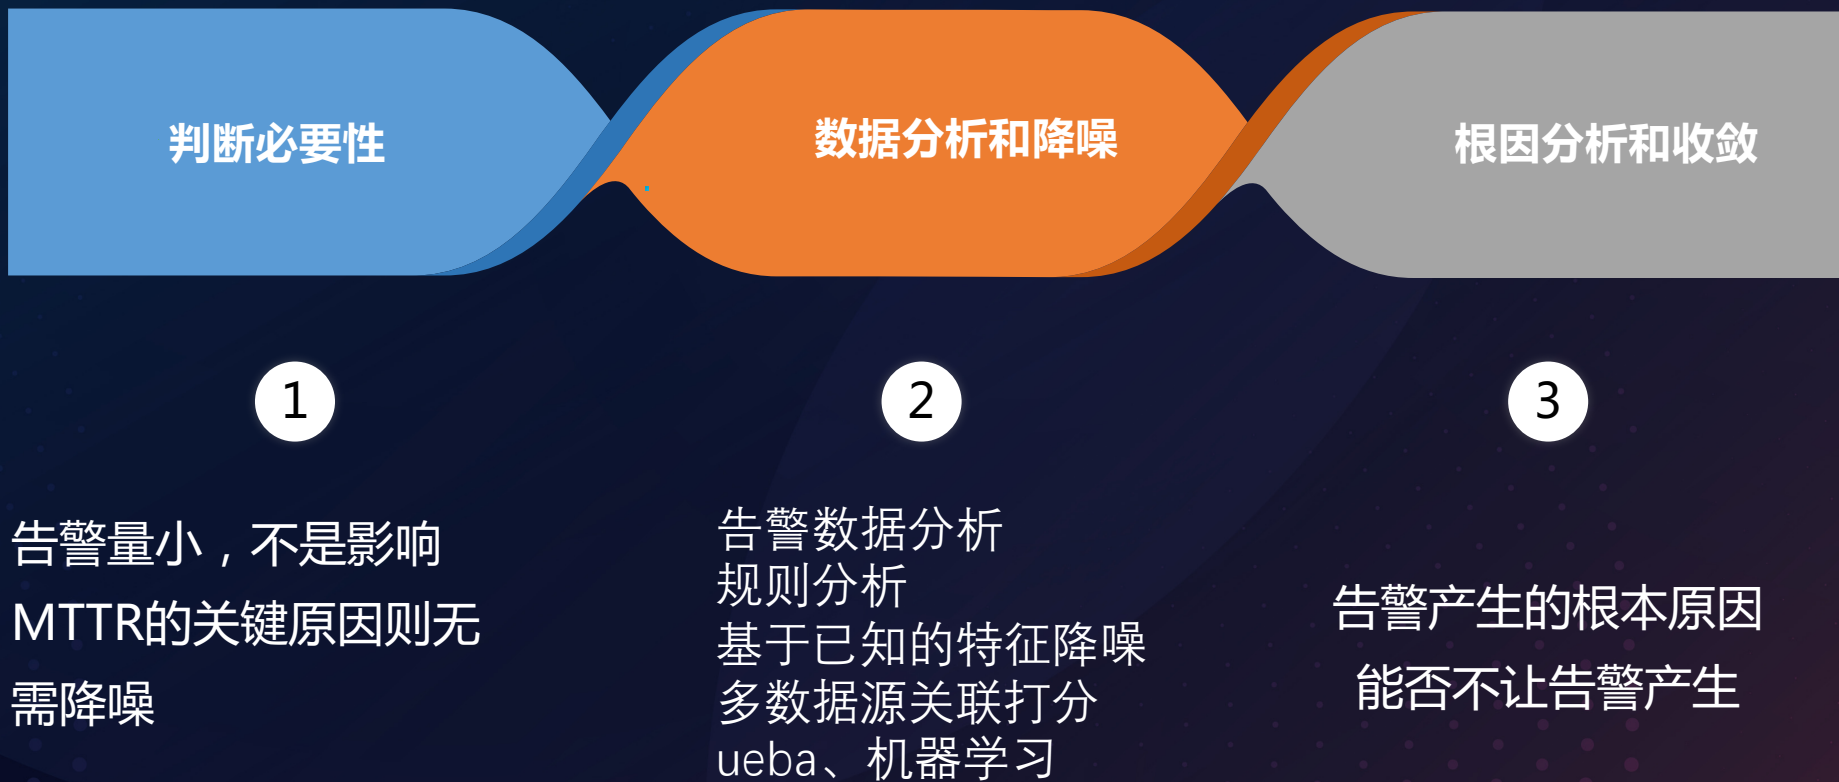 判断必要性
数据分析和降噪
根因分析和收敛
1
2
3
告警量小，不是影响
MTTR的关键原因则无
需降噪
告警数据分析
规则分析
基于已知的特征降噪
多数据源关联打分
ueba、机器学习
告警产生的根本原因
能否不让告警产生